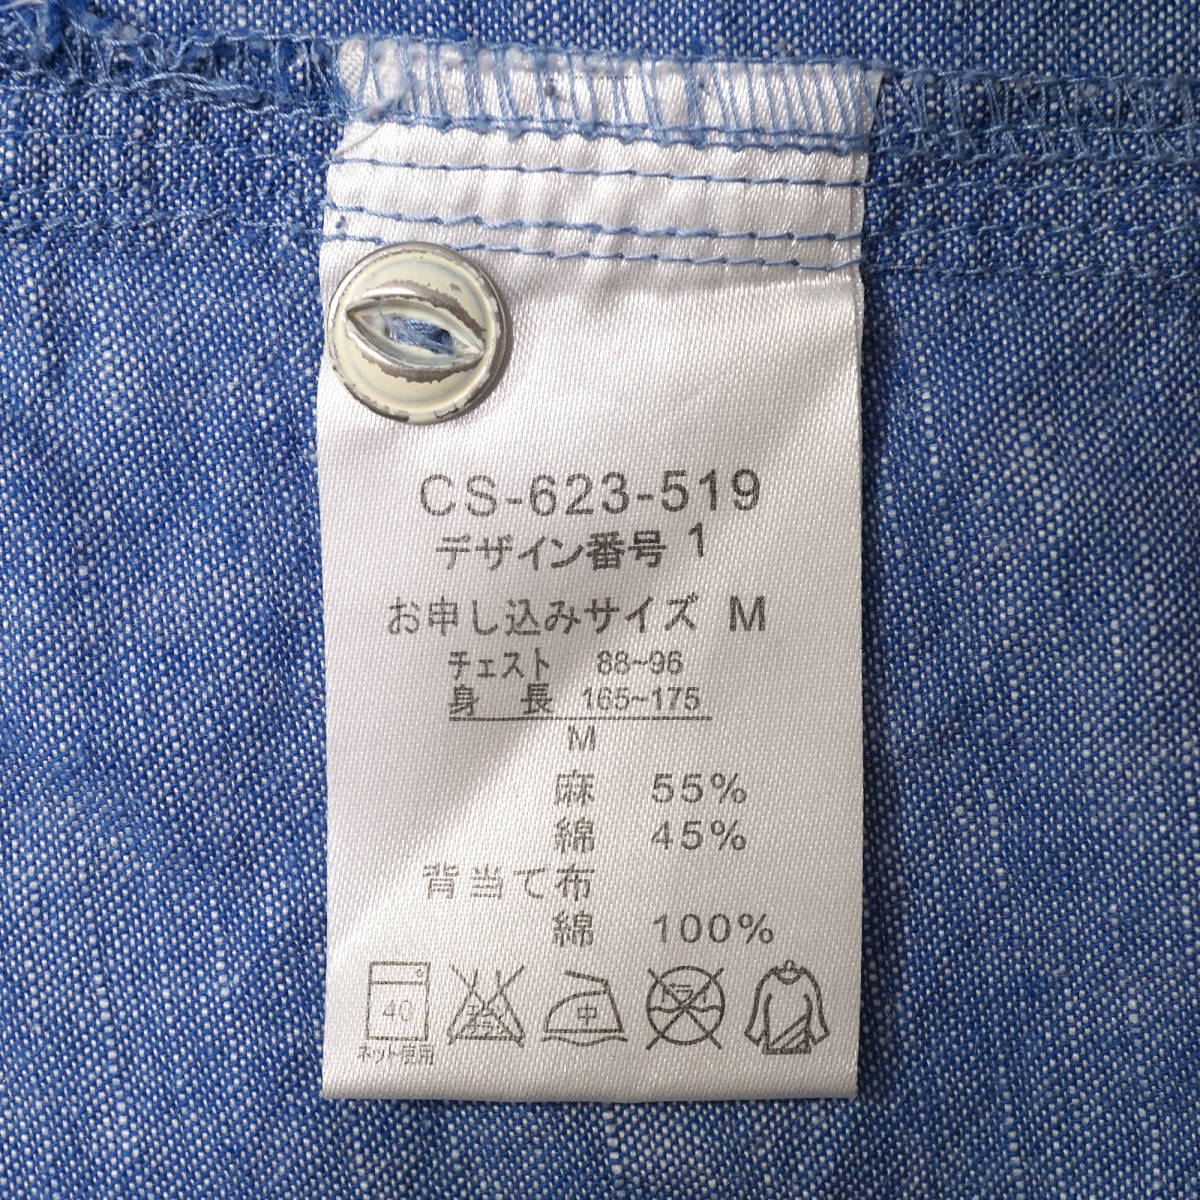 CS-623-519
デザイン番号 1
お申し込みサイズ M
チェスト 88~96
身 長 165~175
M
麻 55%
綿 45%
背当て布
綿 100%
40 中
ネット使用